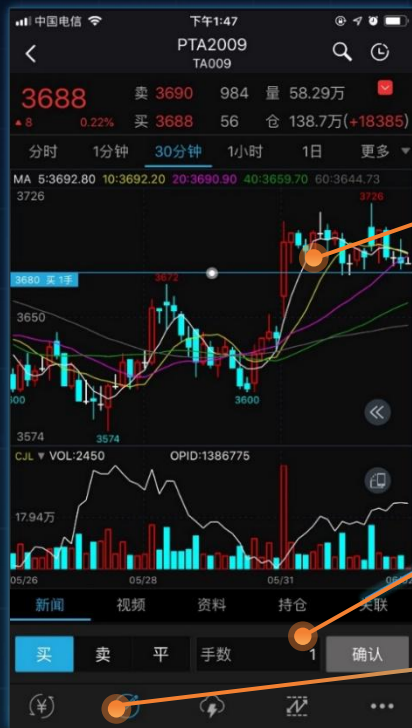 中国电信 下午1:47
PTA2009
TA009
3688 卖 3690 984 量 58.29万
8 0.22% 买 3688 56 仓 138.7万(+18385)
分时 1分钟 30分钟 1小时 1日 更多
MA 5:3692.80 10:3692.20 20:3690.90 40:3659.70 60:3644.73
3726 3726
3680 买 1手 3672
3650
3600
3574 3574
CJL VOL:2450 OPID:1386775
17.94万
05/26 05/28 05/31
新闻 视频 资料 持仓 关联
买 卖 平 手数 1 确认